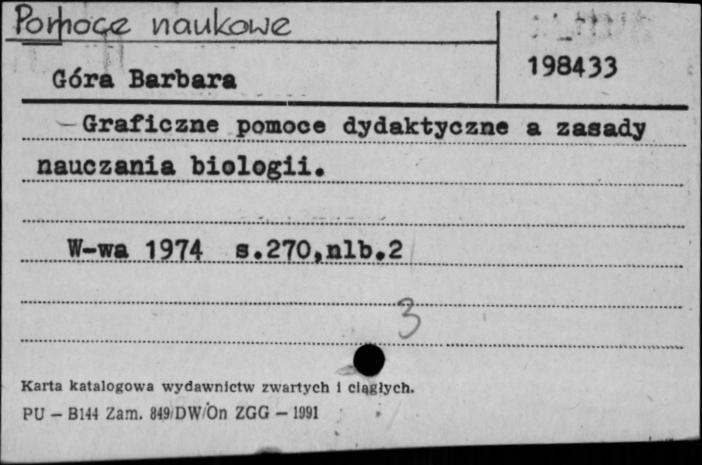 Pomoce naukowe
198433
Góra Barbara
- Graficzne pomoce dydaktyczne a zasady
nauczania biologii.
W-wa 1974 s.270,nlb.2
3
Karta katalogowa wydawnictw zwartych i ciągłych.
PU - B144 Zam. 849/DW/On ZGG - 1991